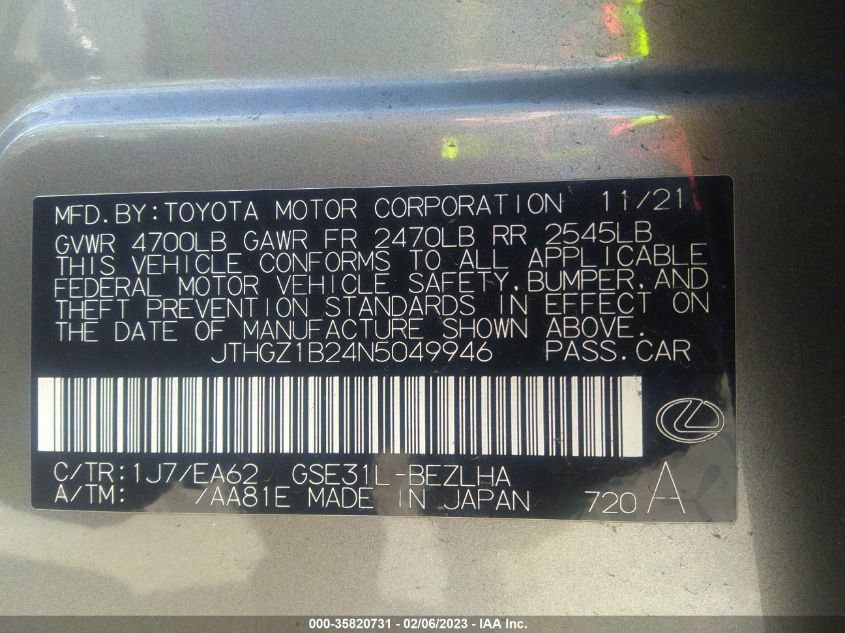 MFD. BY: TOYOTA MOTOR CORPORATION 11/21
GVWR 4700LB GAWR FR 2470LB RR 2545LB
THIS VEHICLE CONFORMS TO ALL APPLICABLE
FEDERAL MOTOR VEHICLE SAFETY, BUMPER, AND
THEFT PREVENTION STANDARDS IN EFFECT ON
THE DATE OF MANUFACTURE SHOWN ABOVE.
JTHGZ1B24N5049946 PASS. CAR
C/TR: 1J7/EA62 GSE31L-BEZLHA
A/TM: /AA81E MADE IN JAPAN 720 A
000-35820731 - 02/06/2023 - IAA Inc.